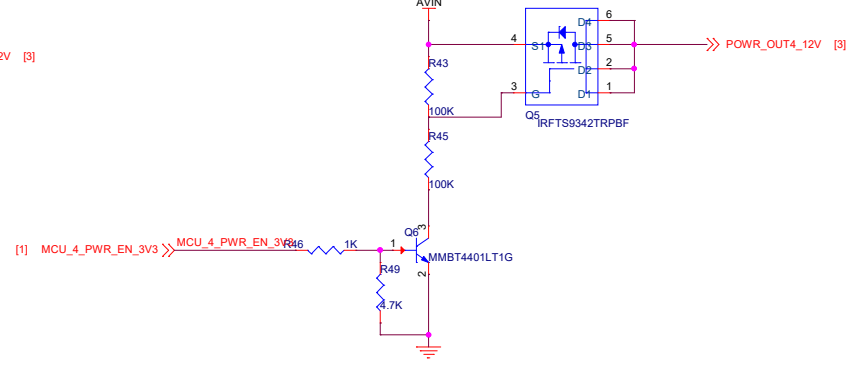 AVIN
2V [3]
4
S1
D4
6
D3
5
D2
2
D1
1
POWR_OUT4_12V [3]
R43
100K
3
G
Q5
IRFTS9342TRPBF
R45
100K
[1] MCU_4_PWR_EN_3V3
MCU_4_PWR_EN_3V3
R46
1K
1
Q6
3
MMBT4401LT1G
2
R49
4.7K